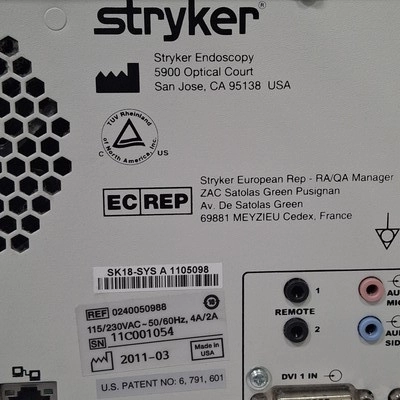 stryker®
Stryker Endoscopy
5900 Optical Court
San Jose, CA 95138 USA
TUV Rheinland
of North America, Inc.
C US
EC REP
Stryker European Rep - RA/QA Manager
ZAC Satolas Green Pusignan
Av. De Satolas Green
69881 MEYZIEU Cedex, France
SK18-SYS A 1105098
REF 0240050988
115/230VAC~50/60Hz, 4A/2A
SN 11C001054
2011-03
Made in
USA
U.S. PATENT NO: 6, 791, 601
1
REMOTE
2
DVI 1 IN